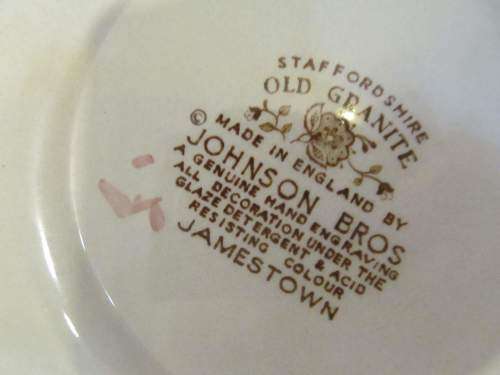 STAFFORDSHIRE
OLD GRANITE
© MADE IN ENGLAND BY
JOHNSON BROS
A GENUINE HAND ENGRAVING
ALL DECORATION UNDER THE
GLAZE DETERGENT & ACID
RESISTING COLOUR
JAMESTOWN